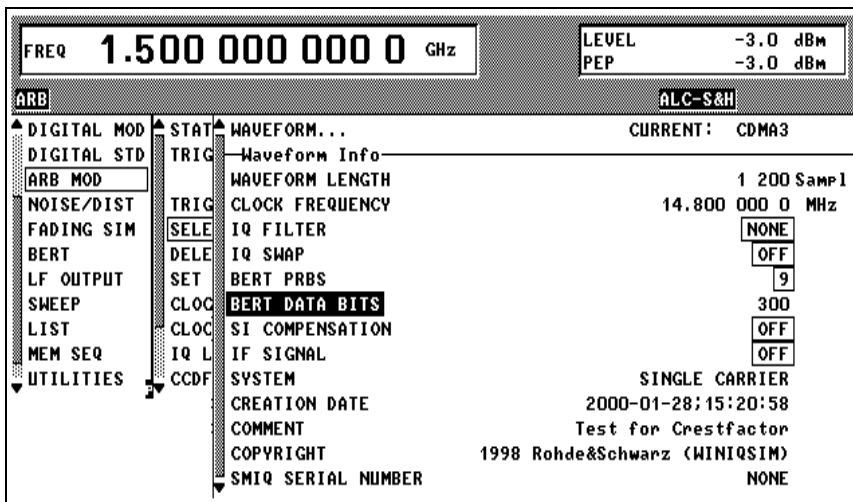 FREQ 1.500 000 000 0 GHz
LEVEL -3.0 dBm
PEP -3.0 dBm
ARB
ALC-S&H
DIGITAL MOD
DIGITAL STD
ARB MOD
NOISE/DIST
FADING SIM
BERT
LF OUTPUT
SWEEP
LIST
MEM SEQ
UTILITIES
STAT
TRIG
TRIG
SELE
DELE
SET
CLOC
CLOC
IQ L
CCDF
WAVEFORM... CURRENT: CDMA3
Waveform Info
WAVEFORM LENGTH 1 200 Sampl
CLOCK FREQUENCY 14.800 000 0 MHz
IQ FILTER NONE
IQ SWAP OFF
BERT PRBS 9
BERT DATA BITS 300
SI COMPENSATION OFF
IF SIGNAL OFF
SYSTEM SINGLE CARRIER
CREATION DATE 2000-01-28;15:20:58
COMMENT Test for Crestfactor
COPYRIGHT 1998 Rohde&Schwarz (WINIQSIM)
SMIQ SERIAL NUMBER NONE